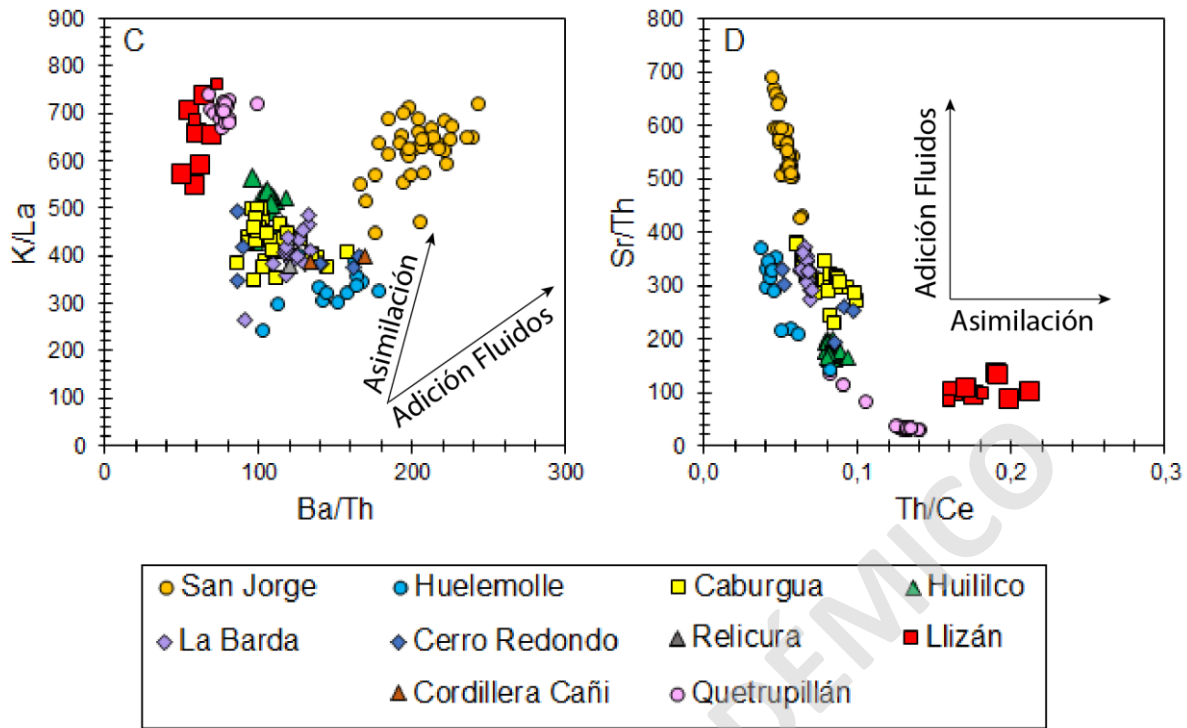 900
800
700
600
500
400
300
200
100
0
K/La
C
Asimilación
Adición Fluidos
0 100 200 300
Ba/Th
800
700
600
500
400
300
200
100
0
Sr/Th
D
Adición Fluidos
Asimilación
0,0 0,1 0,2 0,3
Th/Ce
San Jorge Huelemolle Caburgua Huililco
La Barda Cerro Redondo Relicura Llizán
Cordillera Cañi Quetrupillán
DÉMICO